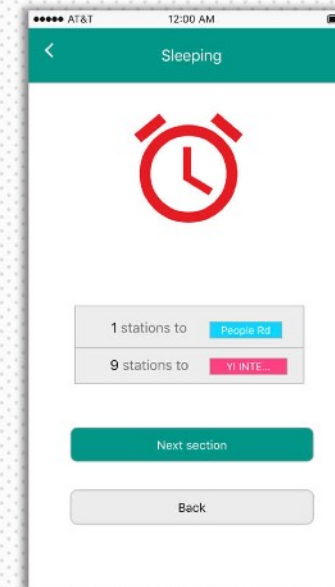 AT&T 12:00 AM
Sleeping
1 stations to People Rd
9 stations to YI INTE...
Next section
Back